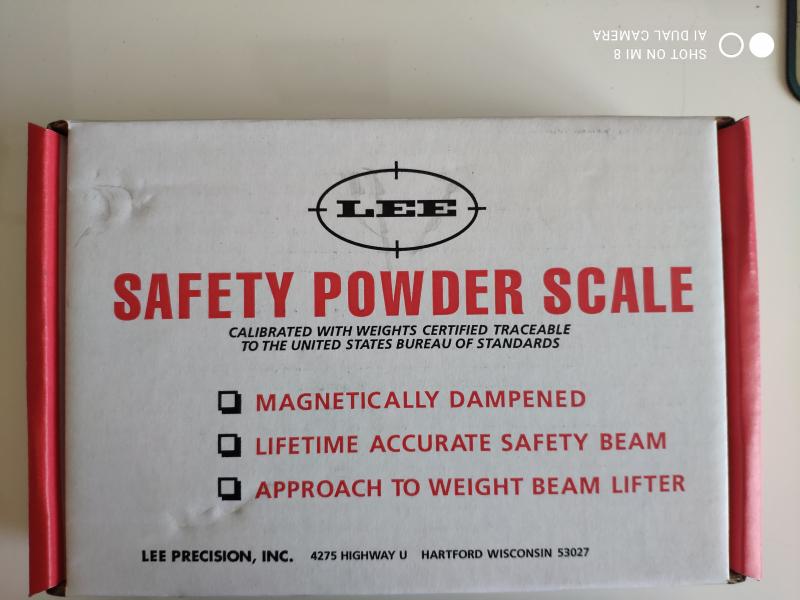 LEE
SAFETY POWDER SCALE
CALIBRATED WITH WEIGHTS CERTIFIED TRACEABLE
TO THE UNITED STATES BUREAU OF STANDARDS
MAGNETICALLY DAMPENED
LIFETIME ACCURATE SAFETY BEAM
APPROACH TO WEIGHT BEAM LIFTER
LEE PRECISION, INC. 4275 HIGHWAY U HARTFORD WISCONSIN 53027
SHOT ON MI 8
AI DUAL CAMERA